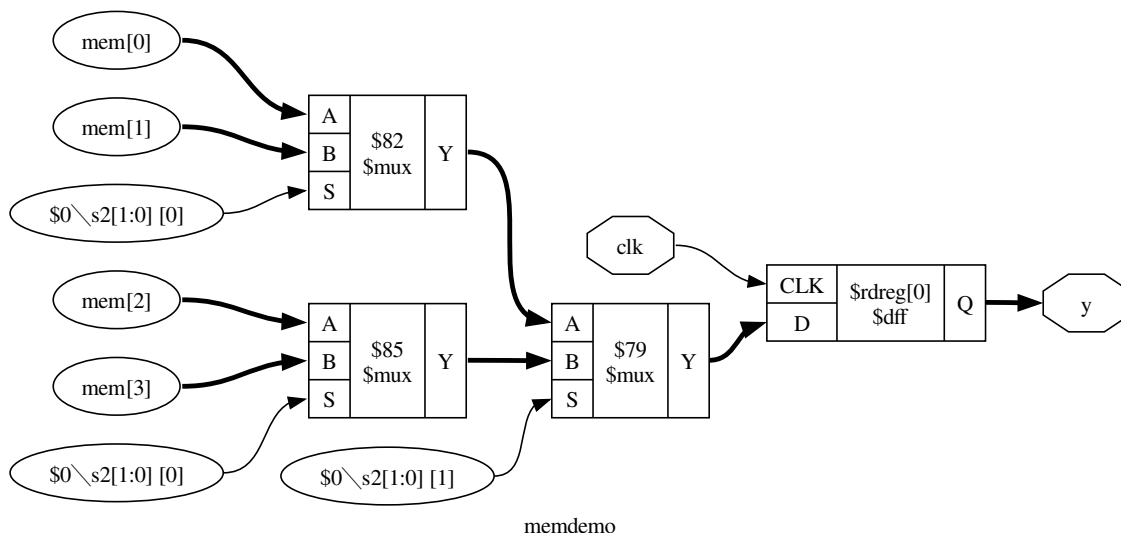 mem[0]
mem[1]
$0\s2[1:0] [0]
A
B
S
$82
$mux
Y
mem[2]
mem[3]
$0\s2[1:0] [0]
A
B
S
$85
$mux
Y
$0\s2[1:0] [1]
A
B
S
$79
$mux
Y
clk
CLK
D
$rdreg[0]
$dff
Q
y
memdemo